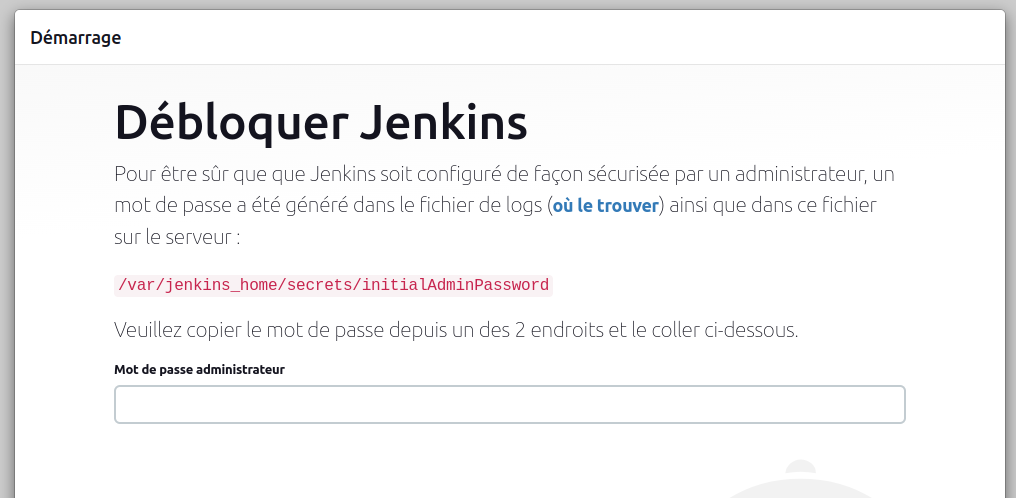 Démarrage
Débloquer Jenkins
Pour être sûr que que Jenkins soit configuré de façon sécurisée par un administrateur, un
mot de passe a été généré dans le fichier de logs (où le trouver) ainsi que dans ce fichier
sur le serveur :
/var/jenkins_home/secrets/initialAdminPassword
Veuillez copier le mot de passe depuis un des 2 endroits et le coller ci-dessous.
Mot de passe administrateur